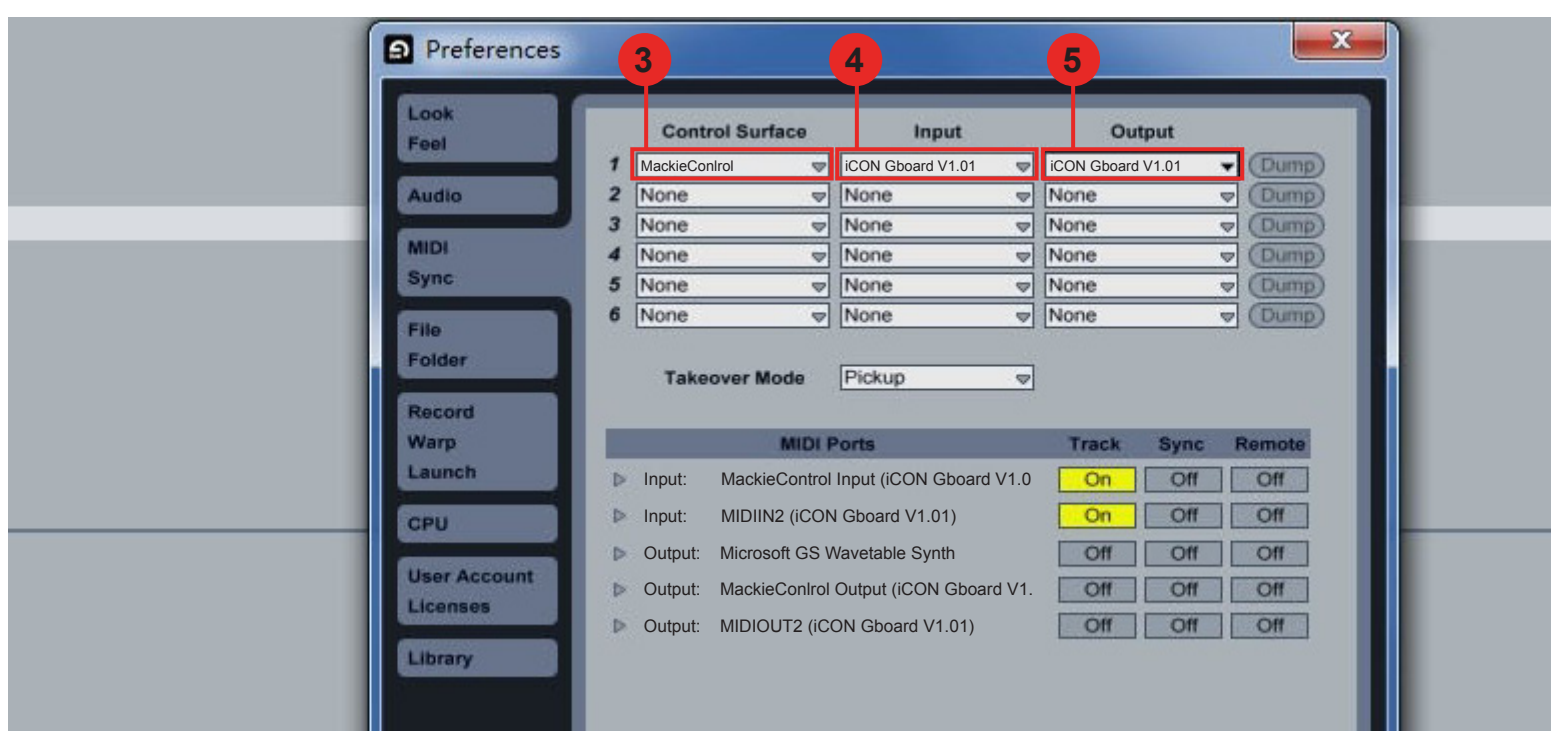 Preferences
X
3
4
5
Look
Feel
Audio
MIDI
Sync
File
Folder
Record
Warp
Launch
CPU
User Account
Licenses
Library
Control Surface Input Output
1 MackieConlrol iCON Gboard V1.01 iCON Gboard V1.01 Dump
2 None None None Dump
3 None None None Dump
4 None None None Dump
5 None None None Dump
6 None None None Dump
Takeover Mode Pickup
MIDI Ports Track Sync Remote
Input: MackieControl Input (iCON Gboard V1.0 On Off Off
Input: MIDIIN2 (iCON Gboard V1.01) On Off Off
Output: Microsoft GS Wavetable Synth Off Off Off
Output: MackieConlrol Output (iCON Gboard V1. Off Off Off
Output: MIDIOUT2 (iCON Gboard V1.01) Off Off Off